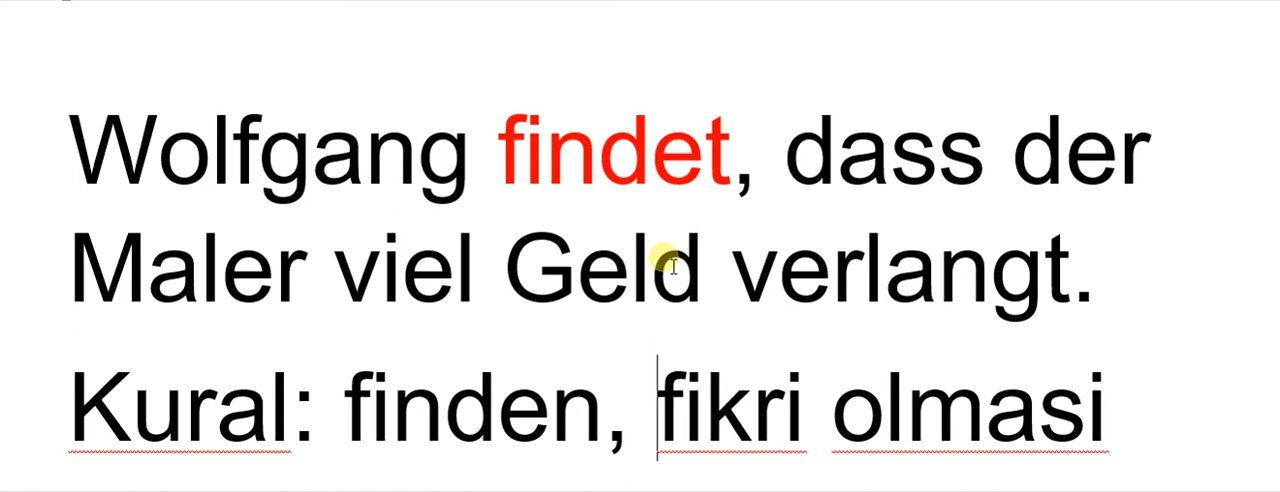 Wolfgang findet, dass der
Maler viel Geld verlangt.
Kural: finden, fikri olmasi